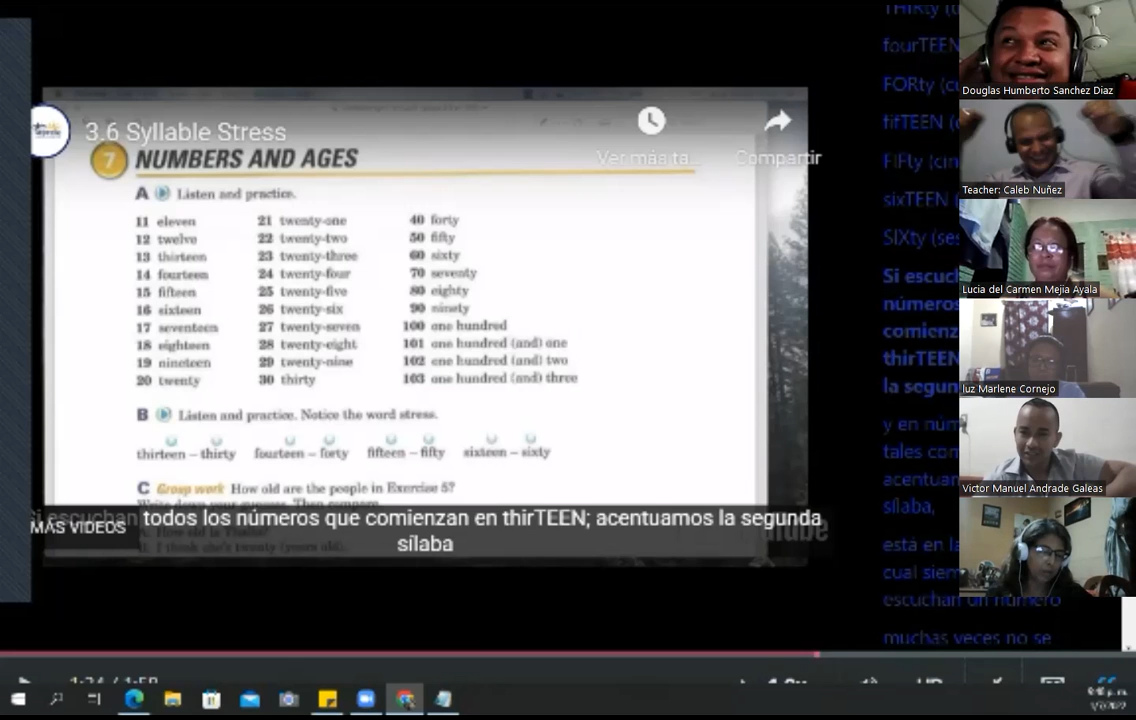 3.6 Syllable Stress
Ver más ta...
Compartir
7 NUMBERS AND AGES
A Listen and practice.
11 eleven 21 twenty-one 40 forty
12 twelve 22 twenty-two 50 fifty
13 thirteen 23 twenty-three 60 sixty
14 fourteen 24 twenty-four 70 seventy
15 fifteen 25 twenty-five 80 eighty
16 sixteen 26 twenty-six 90 ninety
17 seventeen 27 twenty-seven 100 one hundred
18 eighteen 28 twenty-eight 101 one hundred (and) one
19 nineteen 29 twenty-nine 102 one hundred (and) two
20 twenty 30 thirty 103 one hundred (and) three
B Listen and practice. Notice the word stress.
thirteen – thirty fourteen – forty fifteen – fifty sixteen – sixty
C Group work How old are the people in Exercise 5?
Si escuchan todos los números que comienzan en thirTEEN; acentuamos la segunda
sílaba
MÁS VIDEOS
THIRty
fourTEEN
FORty
fifTEEN
FIFty
sixTEEN
SIXty
Si
números
thirTEEN
la
y en
tales
sílaba,
está en
escuchan un número
muchas veces no se
Douglas Humberto Sanchez Diaz
Teacher: Caleb Nuñez
Lucia del Carmen Mejia Ayala
luz Marlene Cornejo
Victor Manuel Andrade Galeas